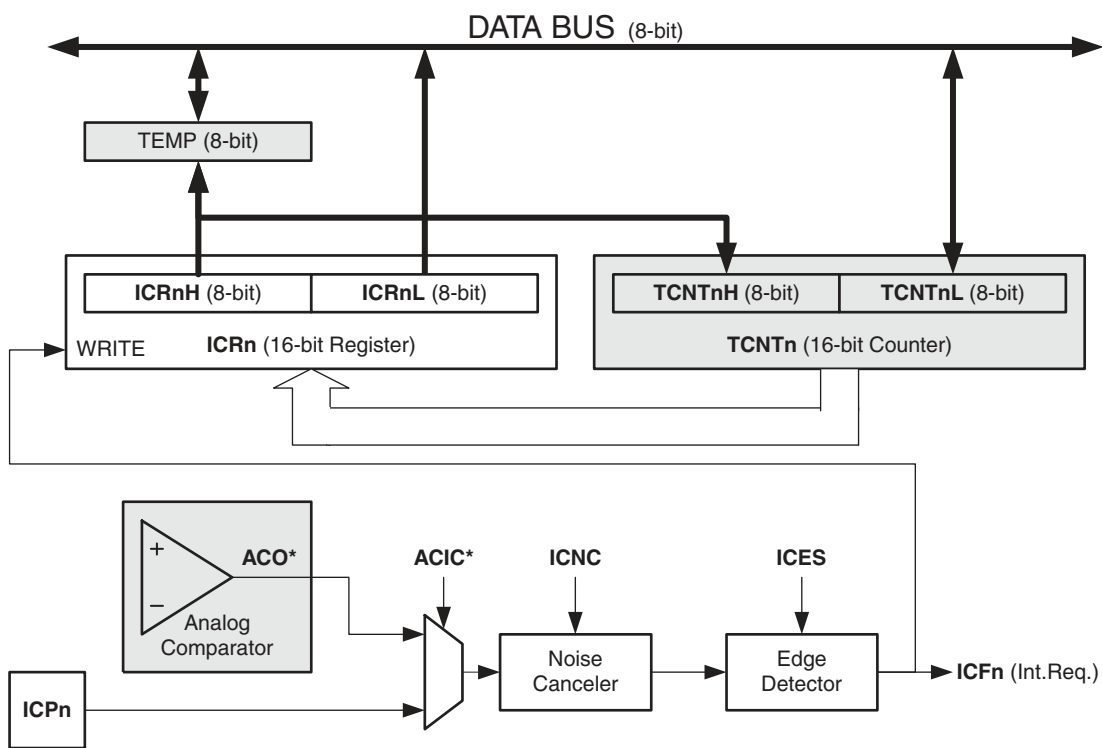 DATA BUS (8-bit)
TEMP (8-bit)
ICRnH (8-bit) ICRnL (8-bit) TCNTnH (8-bit) TCNTnL (8-bit)
WRITE ICRn (16-bit Register) TCNTn (16-bit Counter)
+
ACO* ACIC* ICNC ICES
−
Analog
Comparator
Noise
Canceler
Edge
Detector
ICFn (Int.Req.)
ICPn